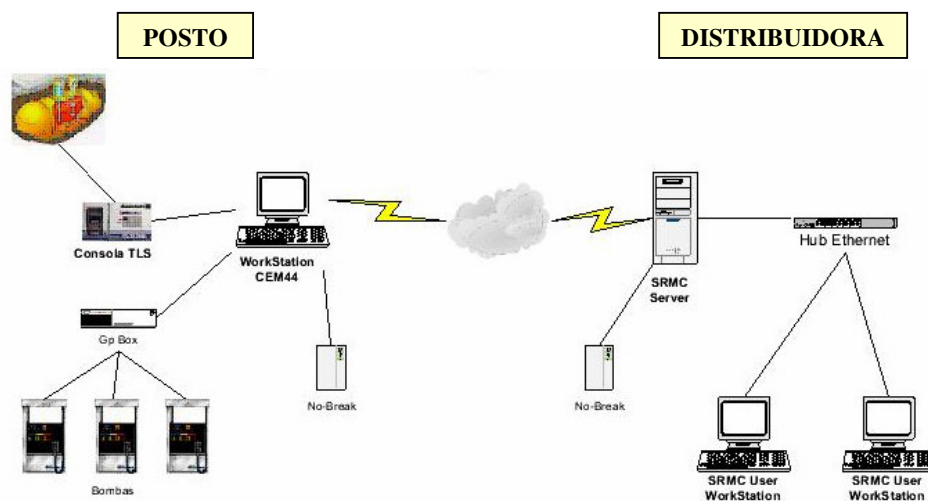 POSTO
DISTRIBUIDORA
Consola TLS
WorkStation
CEM44
SRMC
Server
Hub Ethernet
Gp Box
No-Break
No-Break
Bombas
SRMC User
WorkStation
SRMC User
WorkStation